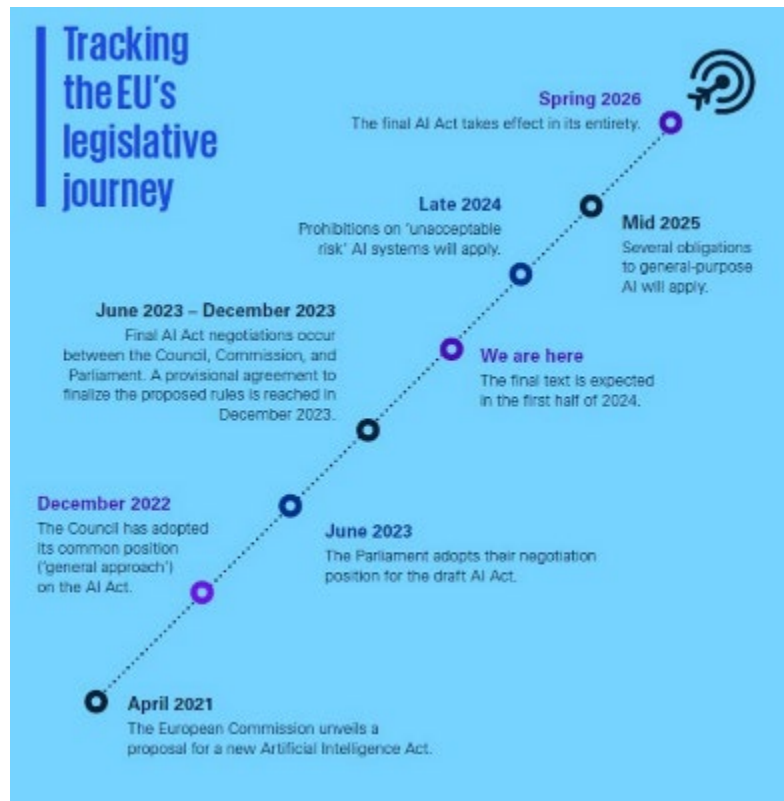 Tracking
the EU's
legislative
journey
Spring 2026
The final AI Act takes effect in its entirety.
Late 2024
Prohibitions on ‘unacceptable
risk’ AI systems will apply.
Mid 2025
Several obligations
to general-purpose
AI will apply.
June 2023 – December 2023
Final AI Act negotiations occur
between the Council, Commission, and
Parliament. A provisional agreement to
finalize the proposed rules is reached in
December 2023.
We are here
The final text is expected
in the first half of 2024.
December 2022
The Council has adopted
its common position
(‘general approach’)
on the AI Act.
June 2023
The Parliament adopts their negotiation
position for the draft AI Act.
April 2021
The European Commission unveils a
proposal for a new Artificial Intelligence Act.